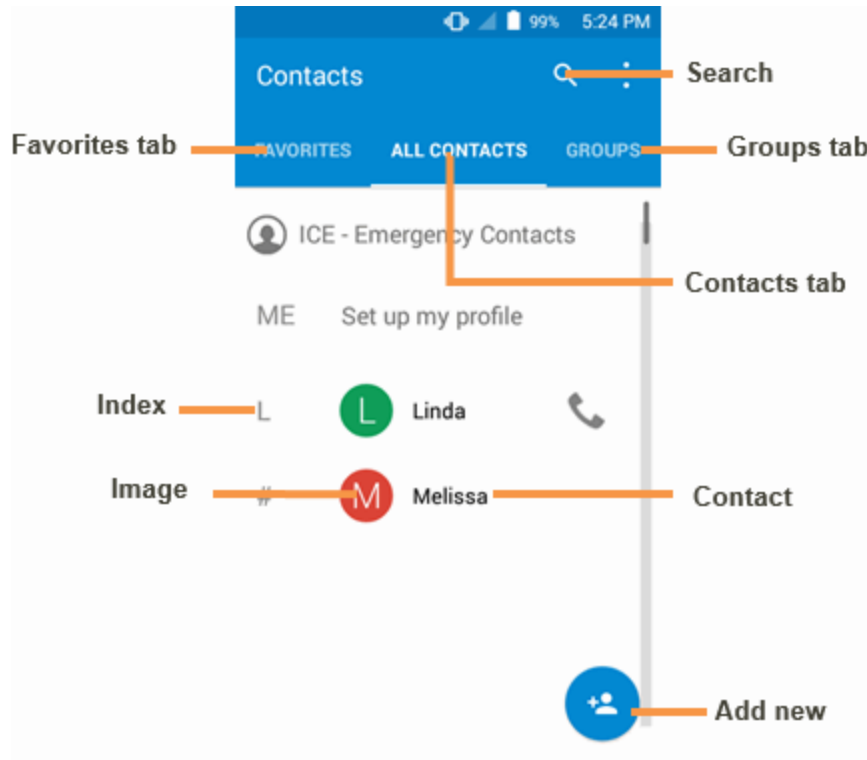 99% 5:24 PM
Contacts
Search
Favorites tab
FAVORITES ALL CONTACTS GROUPS
Groups tab
ICE - Emergency Contacts
Contacts tab
ME Set up my profile
Index
L L Linda
Image
# M Melissa
Contact
Add new